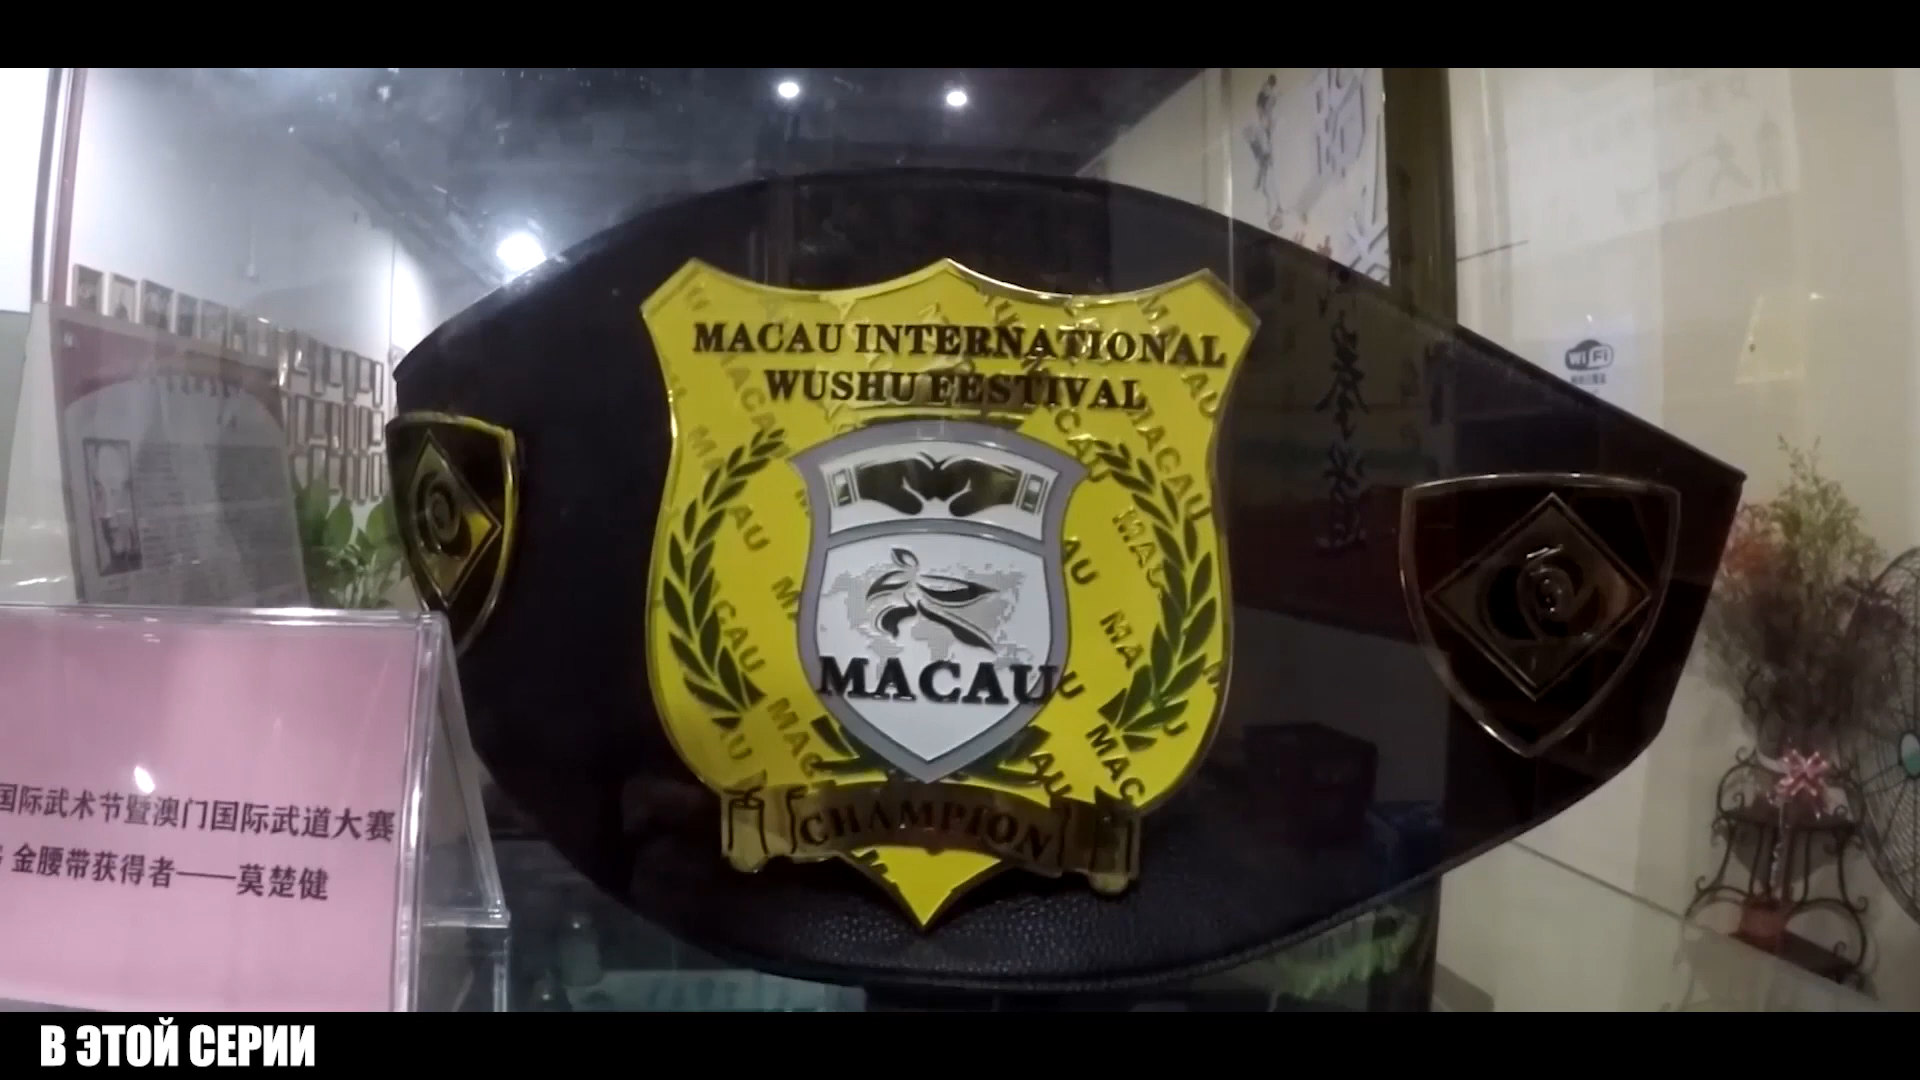 MACAU INTERNATIONAL
WUSHU FESTIVAL
MACAU
CHAMPION
国际武术节暨澳门国际武道大赛
金腰带获得者——莫楚健
WiFi
В ЭТОЙ СЕРИИ